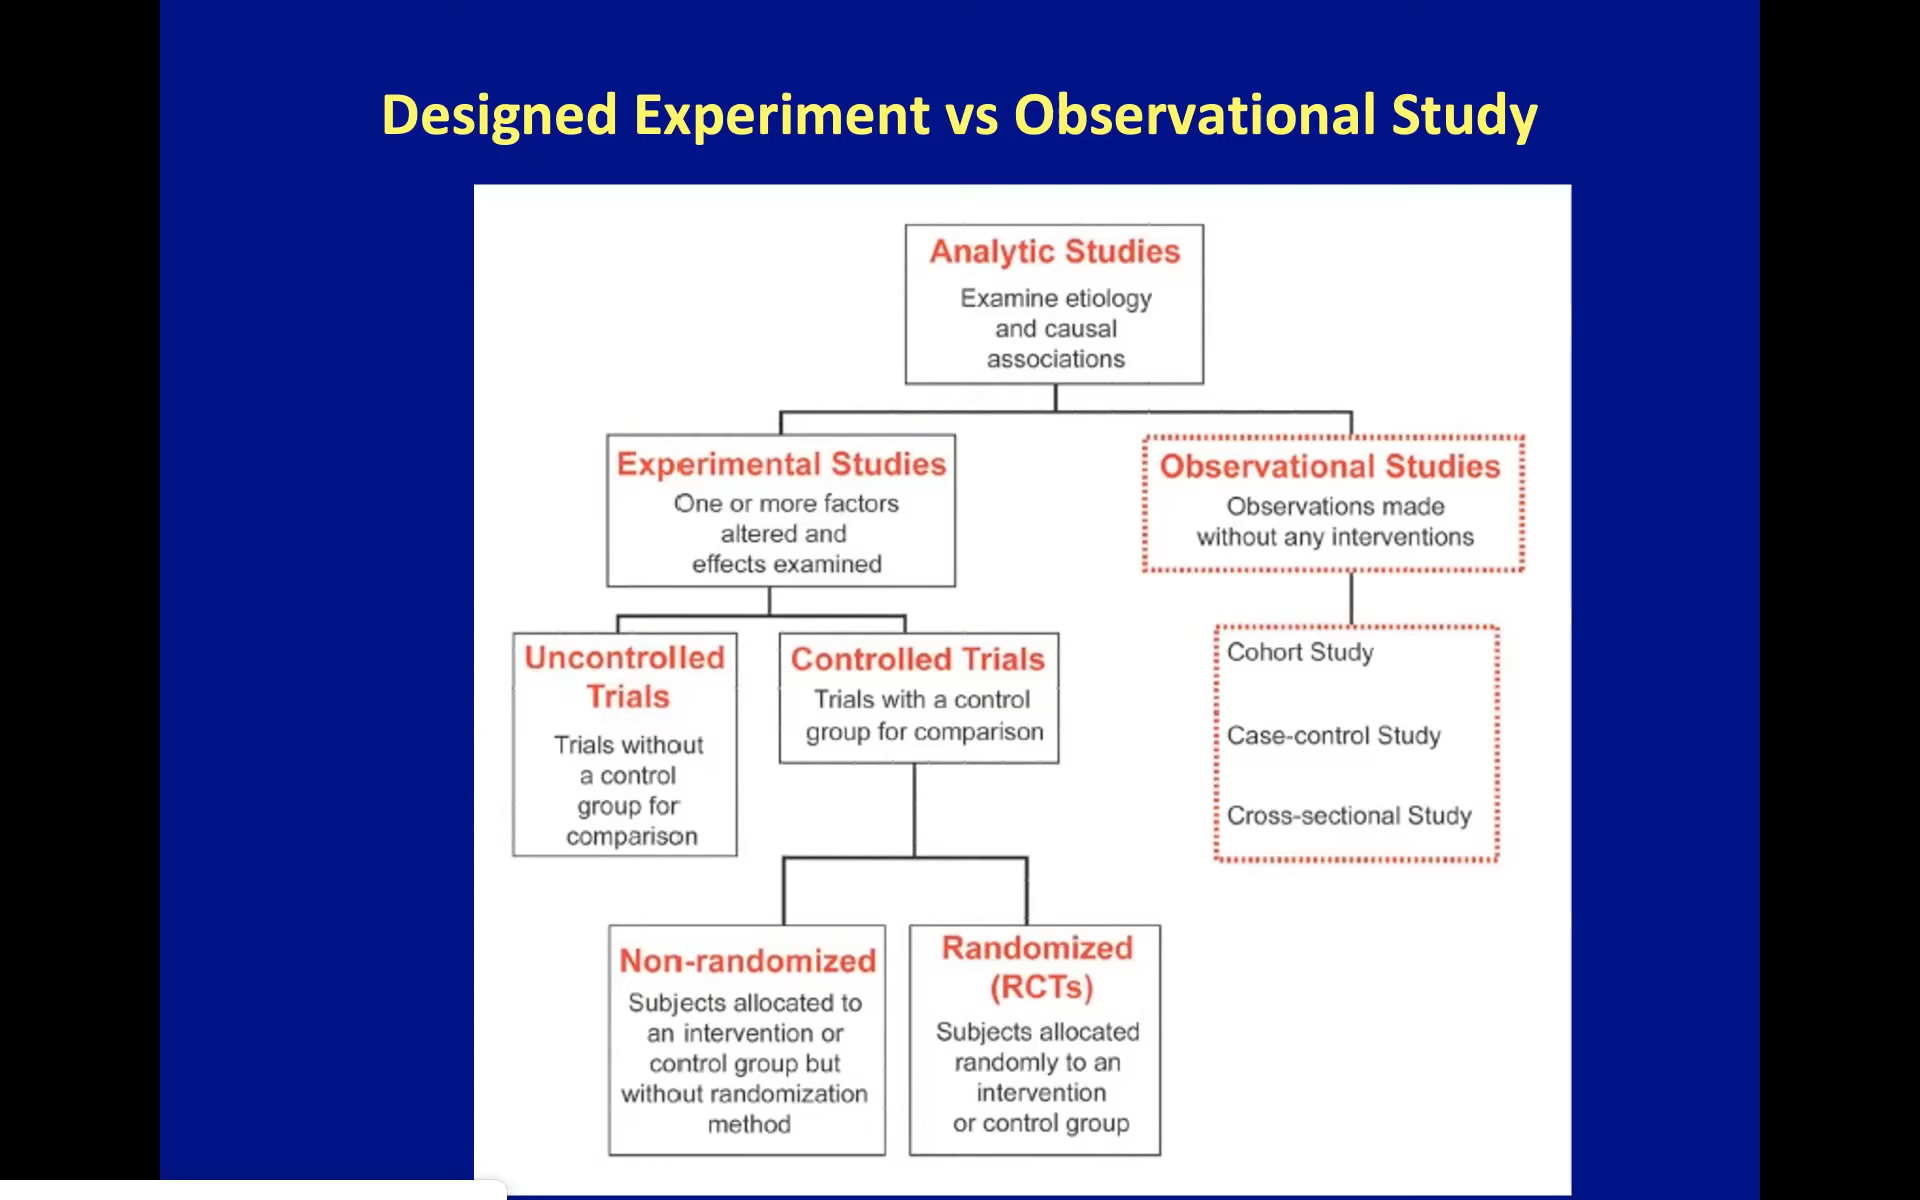 Designed Experiment vs Observational Study
Analytic Studies
Examine etiology
and causal
associations
Experimental Studies
One or more factors
altered and
effects examined
Observational Studies
Observations made
without any interventions
Uncontrolled
Trials
Trials without
a control
group for
comparison
Controlled Trials
Trials with a control
group for comparison
Cohort Study
Case-control Study
Cross-sectional Study
Non-randomized
Subjects allocated to
an intervention or
control group but
without randomization
method
Randomized
(RCTs)
Subjects allocated
randomly to an
intervention
or control group